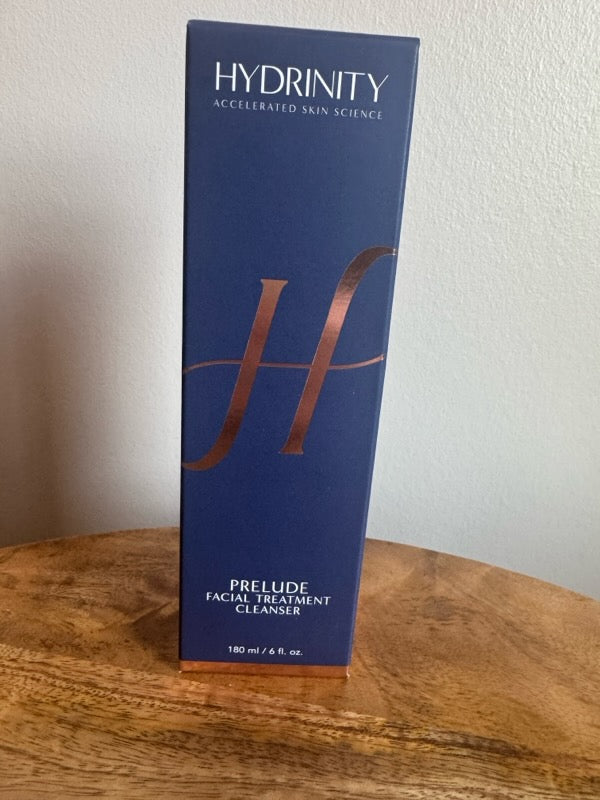 HYDRINITY
ACCELERATED SKIN SCIENCE
H
PRELUDE
FACIAL TREATMENT
CLEANSER
180 ml / 6 fl. oz.